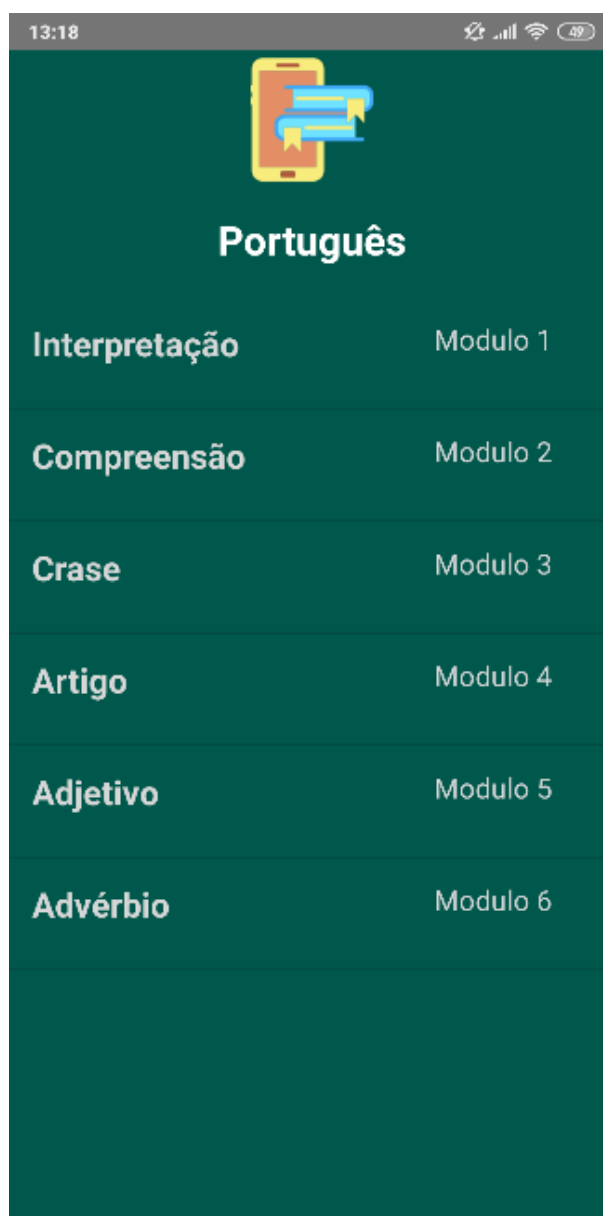 13:18 49
Português
Interpretação Modulo 1
Compreensão Modulo 2
Crase Modulo 3
Artigo Modulo 4
Adjetivo Modulo 5
Advérbio Modulo 6